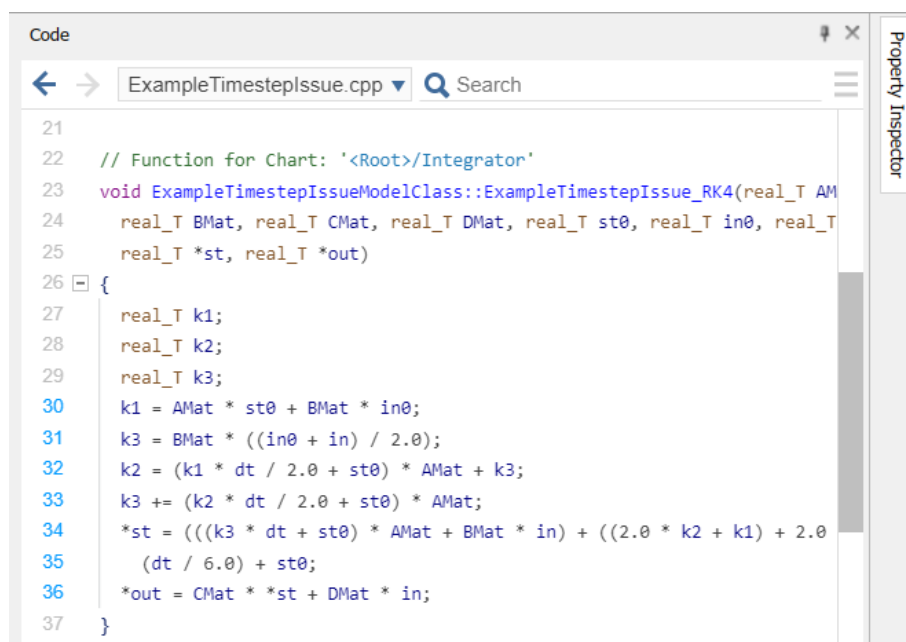 Code
Property Inspector
ExampleTimestepIssue.cpp
Search
21
22 // Function for Chart: '<Root>/Integrator'
23 void ExampleTimestepIssueModelClass::ExampleTimestepIssue_RK4(real_T AM
24 real_T BMat, real_T CMat, real_T DMat, real_T st0, real_T in0, real_T
25 real_T *st, real_T *out)
26 {
27 real_T k1;
28 real_T k2;
29 real_T k3;
30 k1 = AMat * st0 + BMat * in0;
31 k3 = BMat * ((in0 + in) / 2.0);
32 k2 = (k1 * dt / 2.0 + st0) * AMat + k3;
33 k3 += (k2 * dt / 2.0 + st0) * AMat;
34 *st = (((k3 * dt + st0) * AMat + BMat * in) + ((2.0 * k2 + k1) + 2.0
35 (dt / 6.0) + st0;
36 *out = CMat * *st + DMat * in;
37 }